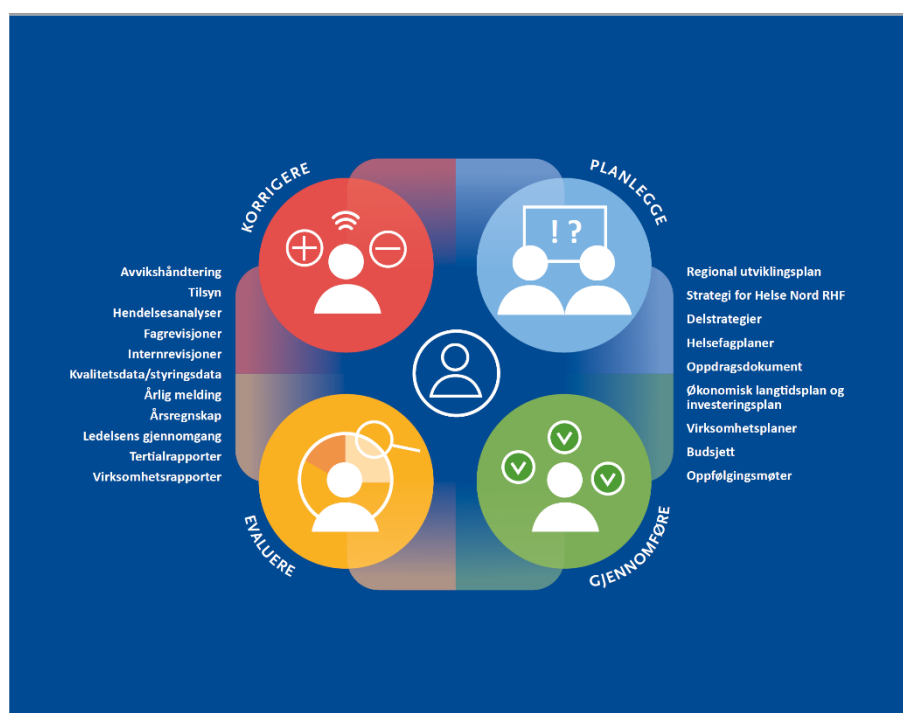 KORRIGERE
PLANLEGGE
! ?
Avvikshåndtering
Tilsyn
Hendelsesanalyser
Fagrevisjoner
Internrevisjoner
Kvalitetsdata/styringsdata
Årlig melding
Årsregnskap
Ledelsens gjennomgang
Tertialrapporter
Virksomhetsrapporter
Regional utviklingsplan
Strategi for Helse Nord RHF
Delstrategier
Helsefagplaner
Oppdragsdokument
Økonomisk langtidsplan og
investeringsplan
Virksomhetsplaner
Budsjett
Oppfølgingsmøter
EVALUERE
GJENNOMFØRE